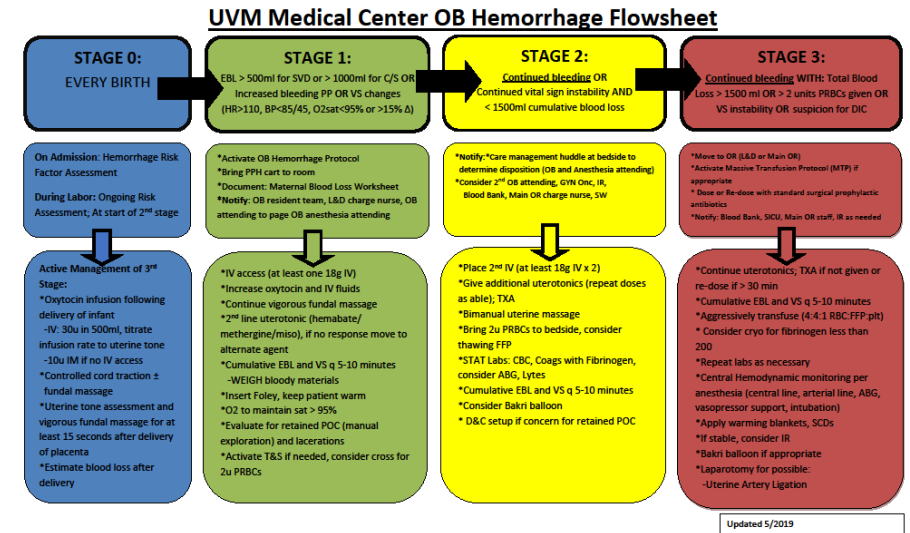 UVM Medical Center OB Hemorrhage Flowsheet
STAGE 0:
EVERY BIRTH
On Admission: Hemorrhage Risk
Factor Assessment
During Labor: Ongoing Risk
Assessment; At start of 2nd stage
Active Management of 3rd
Stage:
*Oxytocin infusion following
delivery of infant
-IV: 30u in 500ml, titrate
infusion rate to uterine tone
-10u IM if no IV access
*Controlled cord traction ±
fundal massage
*Uterine tone assessment and
vigorous fundal massage for at
least 15 seconds after delivery
of placenta
*Estimate blood loss after
delivery
STAGE 1:
EBL > 500ml for SVD or > 1000ml for C/S OR
Increased bleeding PP OR VS changes
(HR>110, BP<85/45, O2sat<95% or >15% Δ)
*Activate OB Hemorrhage Protocol
*Bring PPH cart to room
*Document: Maternal Blood Loss Worksheet
*Notify: OB resident team, L&D charge nurse, OB
attending to page OB anesthesia attending
*IV access (at least one 18g IV)
*Increase oxytocin and IV fluids
*Continue vigorous fundal massage
*2nd line uterotonic (hemabate/
methergine/miso), if no response move to
alternate agent
*Cumulative EBL and VS q 5-10 minutes
-WEIGH bloody materials
*Insert Foley, keep patient warm
*O2 to maintain sat > 95%
*Evaluate for retained POC (manual
exploration) and lacerations
*Activate T&S if needed, consider cross for
2u PRBCs
STAGE 2:
Continued bleeding OR
Continued vital sign instability AND
< 1500ml cumulative blood loss
*Notify:*Care management huddle at bedside to
determine disposition (OB and Anesthesia attending)
*Consider 2nd OB attending, GYN Onc, IR,
Blood Bank, Main OR charge nurse, SW
*Place 2nd IV (at least 18g IV x 2)
*Give additional uterotonics (repeat doses
as able); TXA
*Bimanual uterine massage
*Bring 2u PRBCs to bedside, consider
thawing FFP
*STAT Labs: CBC, Coags with Fibrinogen,
consider ABG, Lytes
*Cumulative EBL and VS q 5-10 minutes
*Consider Bakri balloon
* D&C setup if concern for retained POC
STAGE 3:
Continued bleeding WITH: Total Blood
Loss > 1500 ml OR > 2 units PRBCs given OR
VS instability OR suspicion for DIC
*Move to OR (L&D or Main OR)
*Activate Massive Transfusion Protocol (MTP) if
appropriate
* Dose or Re-dose with standard surgical prophylactic
antibiotics
*Notify: Blood Bank, SICU, Main OR staff, IR as needed
*Continue uterotonics; TXA if not given or
re-dose if > 30 min
*Cumulative EBL and VS q 5-10 minutes
*Aggressively transfuse (4:4:1 RBC:FFP:plt)
* Consider cryo for fibrinogen less than
200
*Repeat labs as necessary
*Central Hemodynamic monitoring per
anesthesia (central line, arterial line, ABG,
vasopressor support, intubation)
*Apply warming blankets, SCDs
*If stable, consider IR
*Bakri balloon if appropriate
*Laparotomy for possible:
-Uterine Artery Ligation
Updated 5/2019